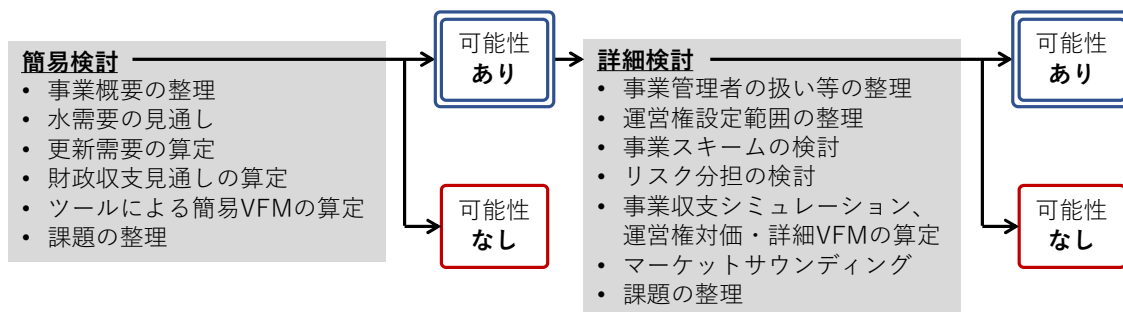 簡易検討
• 事業概要の整理
• 水需要の見通し
• 更新需要の算定
• 財政収支見通しの算定
• ツールによる簡易VFMの算定
• 課題の整理
可能性
あり
可能性
なし
詳細検討
• 事業管理者の扱い等の整理
• 運営権設定範囲の整理
• 事業スキームの検討
• リスク分担の検討
• 事業収支シミュレーション、
運営権対価・詳細VFMの算定
• マーケットサウンディング
• 課題の整理
可能性
あり
可能性
なし